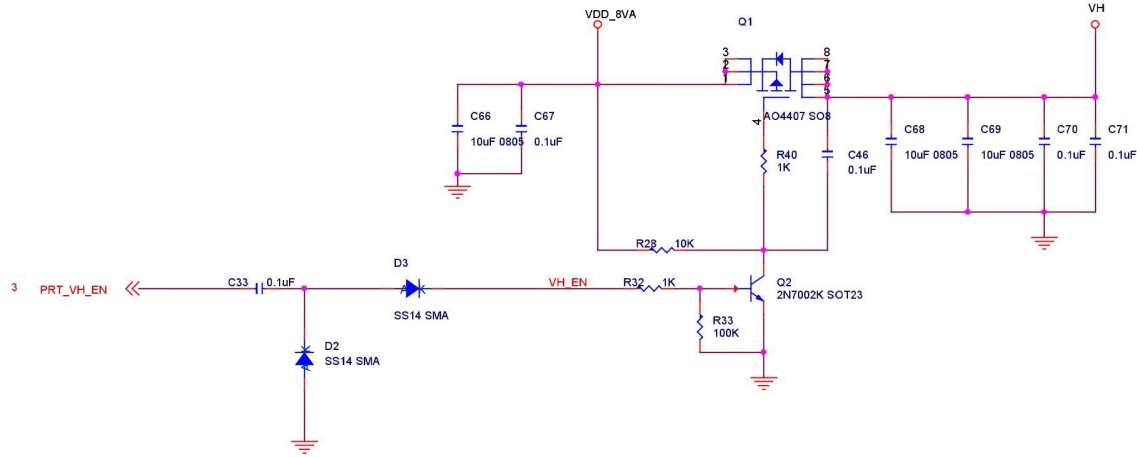 VDD_8VA
Q1
VH
3
2
1
8
7
6
5
4
AO4407 SO8
C66
10uF 0805
C67
0.1uF
R40
1K
C46
0.1uF
C68
10uF 0805
C69
10uF 0805
C70
0.1uF
C71
0.1uF
R28 10K
3 PRT_VH_EN
C33 0.1uF
D3
A K
SS14 SMA
VH_EN
R32 1K
Q2
2N7002K SOT23
R33
100K
D2
SS14 SMA
K
A